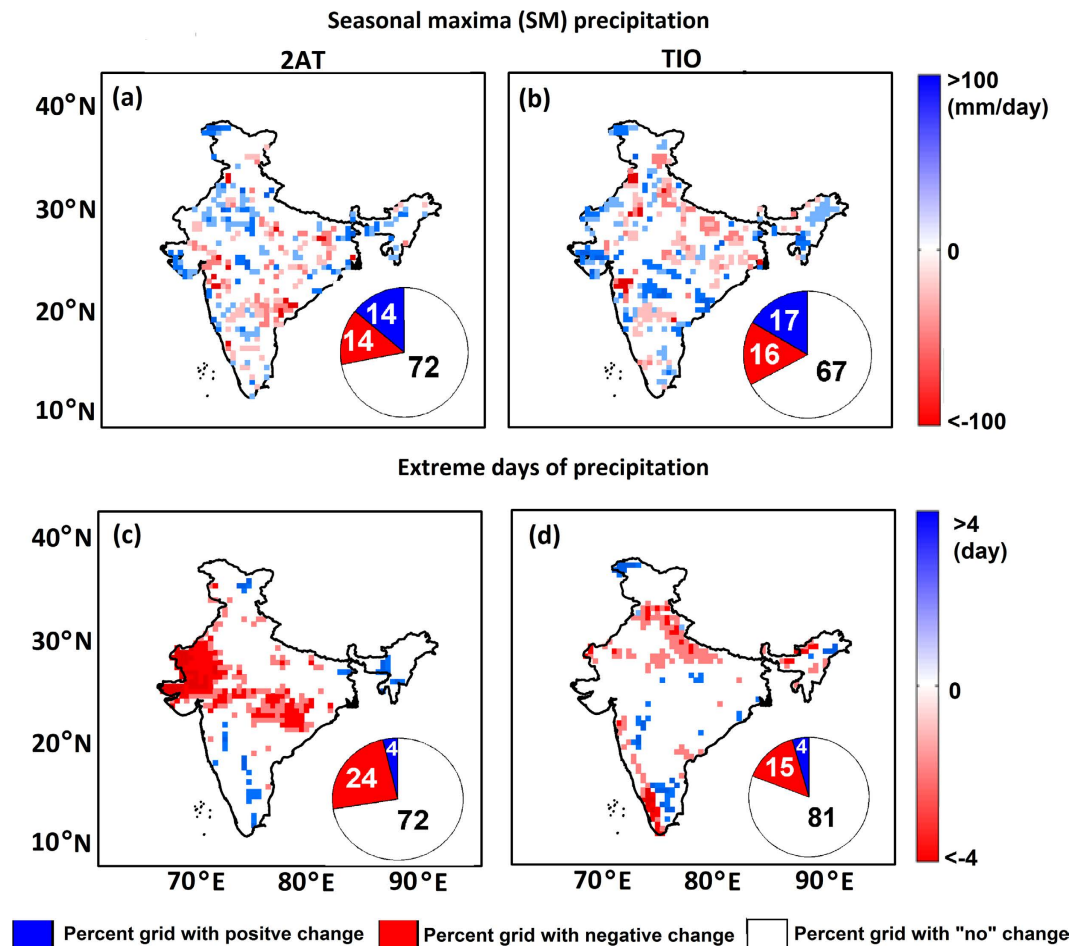 Seasonal maxima (SM) precipitation
2AT
TIO
(a)
(b)
40°N
30°N
20°N
10°N
14
14
72
17
16
67
>100
(mm/day)
0
<-100
Extreme days of precipitation
(c)
(d)
40°N
30°N
20°N
10°N
4
24
72
4
15
81
>4
(day)
0
<-4
70°E 80°E 90°E
70°E 80°E 90°E
Percent grid with positve change
Percent grid with negative change
Percent grid with "no" change